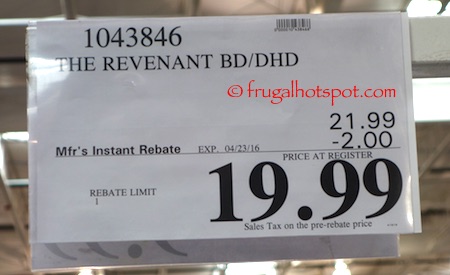 1043846
THE REVENANT BD/DHD
© frugalhotspot.com
21.99
-2.00
Mfr's Instant Rebate EXP. 04/23/16
PRICE AT REGISTER
19.99
REBATE LIMIT
1
Sales Tax on the pre-rebate price